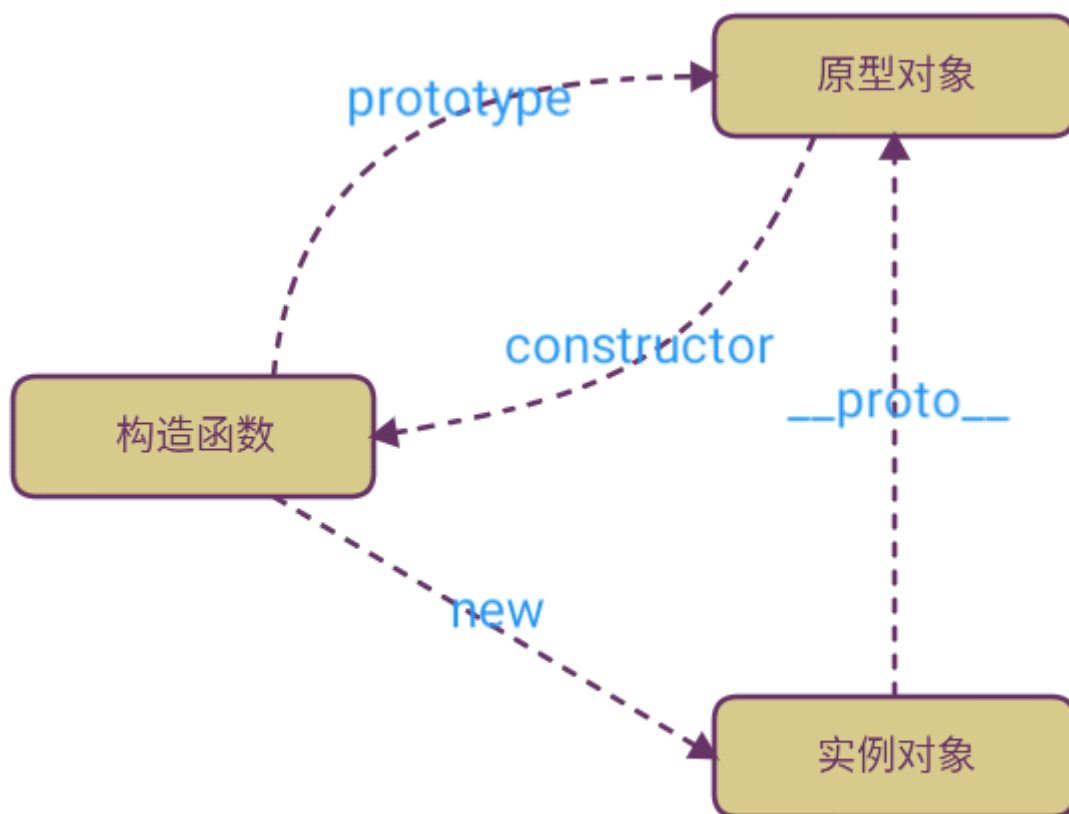 原型对象
prototype
constructor
__proto__
构造函数
new
实例对象